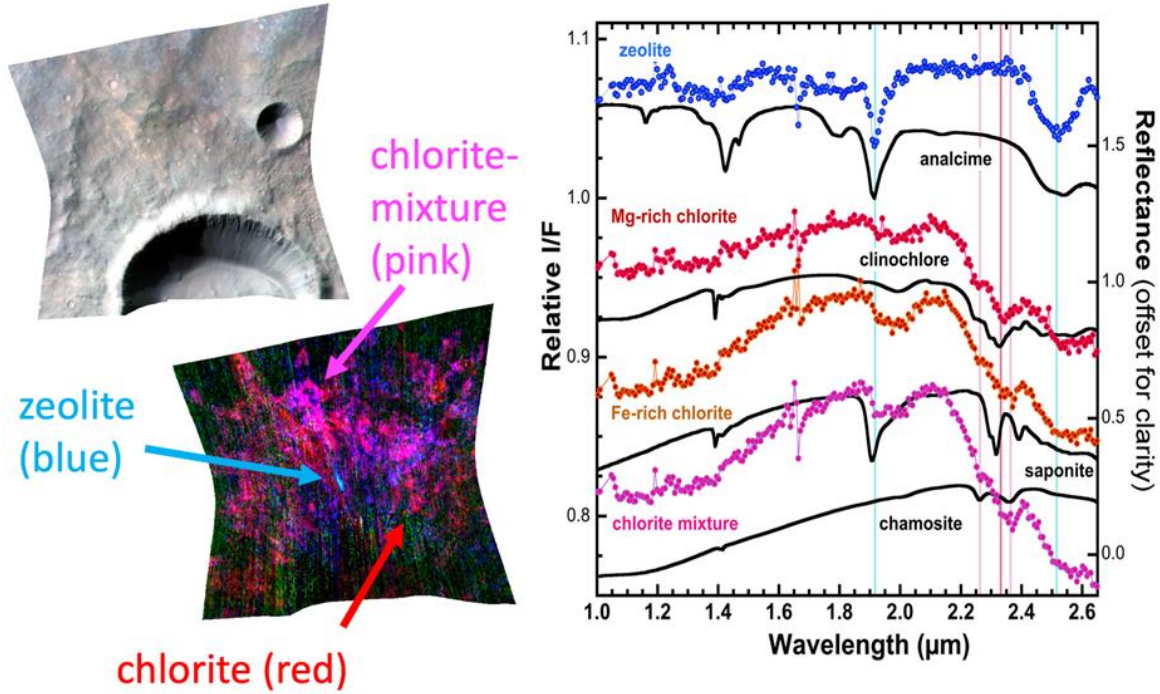 chlorite-
mixture
(pink)
zeolite
(blue)
chlorite (red)
Relative I/F
1.1
1.0
0.9
0.8
zeolite
analcime
Mg-rich chlorite
clinochlore
Fe-rich chlorite
saponite
chlorite mixture
chamosite
1.5
1.0
0.5
0.0
Reflectance (offset for clarity)
1.0 1.2 1.4 1.6 1.8 2.0 2.2 2.4 2.6
Wavelength (µm)